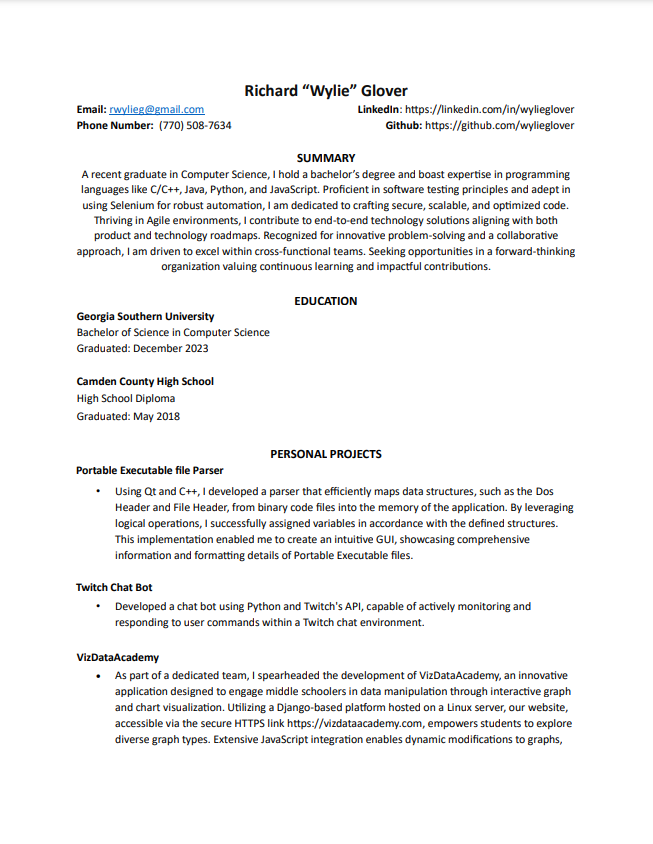 Richard “Wylie” Glover
Email: rwylieg@gmail.com LinkedIn: https://linkedin.com/in/wylieglover
Phone Number: (770) 508-7634 Github: https://github.com/wylieglover
SUMMARY
A recent graduate in Computer Science, I hold a bachelor’s degree and boast expertise in programming
languages like C/C++, Java, Python, and JavaScript. Proficient in software testing principles and adept in
using Selenium for robust automation, I am dedicated to crafting secure, scalable, and optimized code.
Thriving in Agile environments, I contribute to end-to-end technology solutions aligning with both
product and technology roadmaps. Recognized for innovative problem-solving and a collaborative
approach, I am driven to excel within cross-functional teams. Seeking opportunities in a forward-thinking
organization valuing continuous learning and impactful contributions.
EDUCATION
Georgia Southern University
Bachelor of Science in Computer Science
Graduated: December 2023
Camden County High School
High School Diploma
Graduated: May 2018
PERSONAL PROJECTS
Portable Executable file Parser
• Using Qt and C++, I developed a parser that efficiently maps data structures, such as the Dos
Header and File Header, from binary code files into the memory of the application. By leveraging
logical operations, I successfully assigned variables in accordance with the defined structures.
This implementation enabled me to create an intuitive GUI, showcasing comprehensive
information and formatting details of Portable Executable files.
Twitch Chat Bot
• Developed a chat bot using Python and Twitch's API, capable of actively monitoring and
responding to user commands within a Twitch chat environment.
VizDataAcademy
• As part of a dedicated team, I spearheaded the development of VizDataAcademy, an innovative
application designed to engage middle schoolers in data manipulation through interactive graph
and chart visualization. Utilizing a Django-based platform hosted on a Linux server, our website,
accessible via the secure HTTPS link https://vizdataacademy.com, empowers students to explore
diverse graph types. Extensive JavaScript integration enables dynamic modifications to graphs,